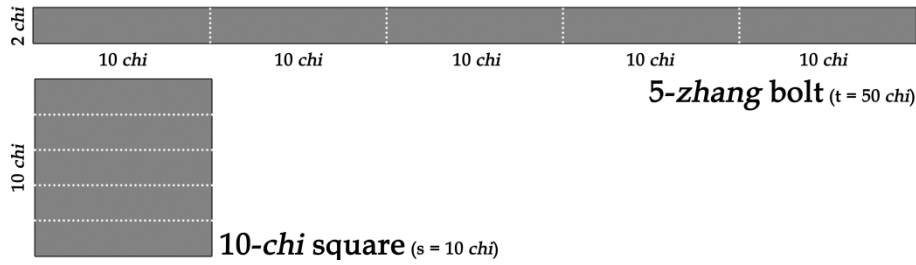 2 chi
10 chi 10 chi 10 chi 10 chi 10 chi
5-zhang bolt (t = 50 chi)
10 chi
10-chi square (s = 10 chi)